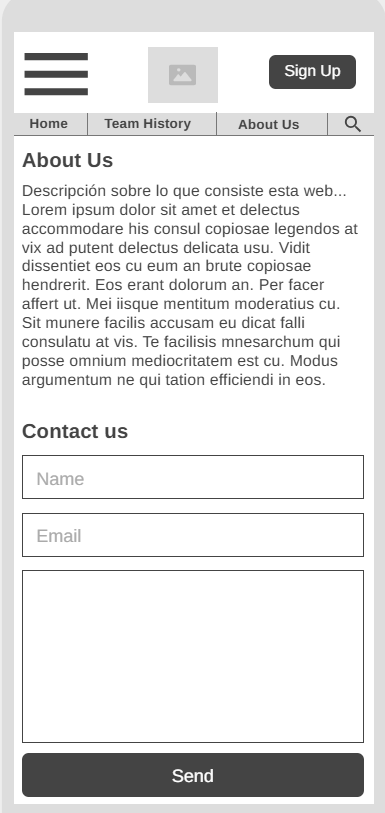 Sign Up
Home
Team History
About Us
About Us
Descripción sobre lo que consiste esta web...
Lorem ipsum dolor sit amet et delectus
accommodare his consul copiosae legendos at
vix ad putent delectus delicata usu. Vidit
dissentiet eos cu eum an brute copiosae
hendrerit. Eos erant dolorum an. Per facer
affert ut. Mei iisque mentitum moderatius cu.
Sit munere facilis accusam eu dicat falli
consulatu at vis. Te facilisis mnesarchum qui
posse omnium mediocritatem est cu. Modus
argumentum ne qui tation efficiendi in eos.
Contact us
Name
Email
Send